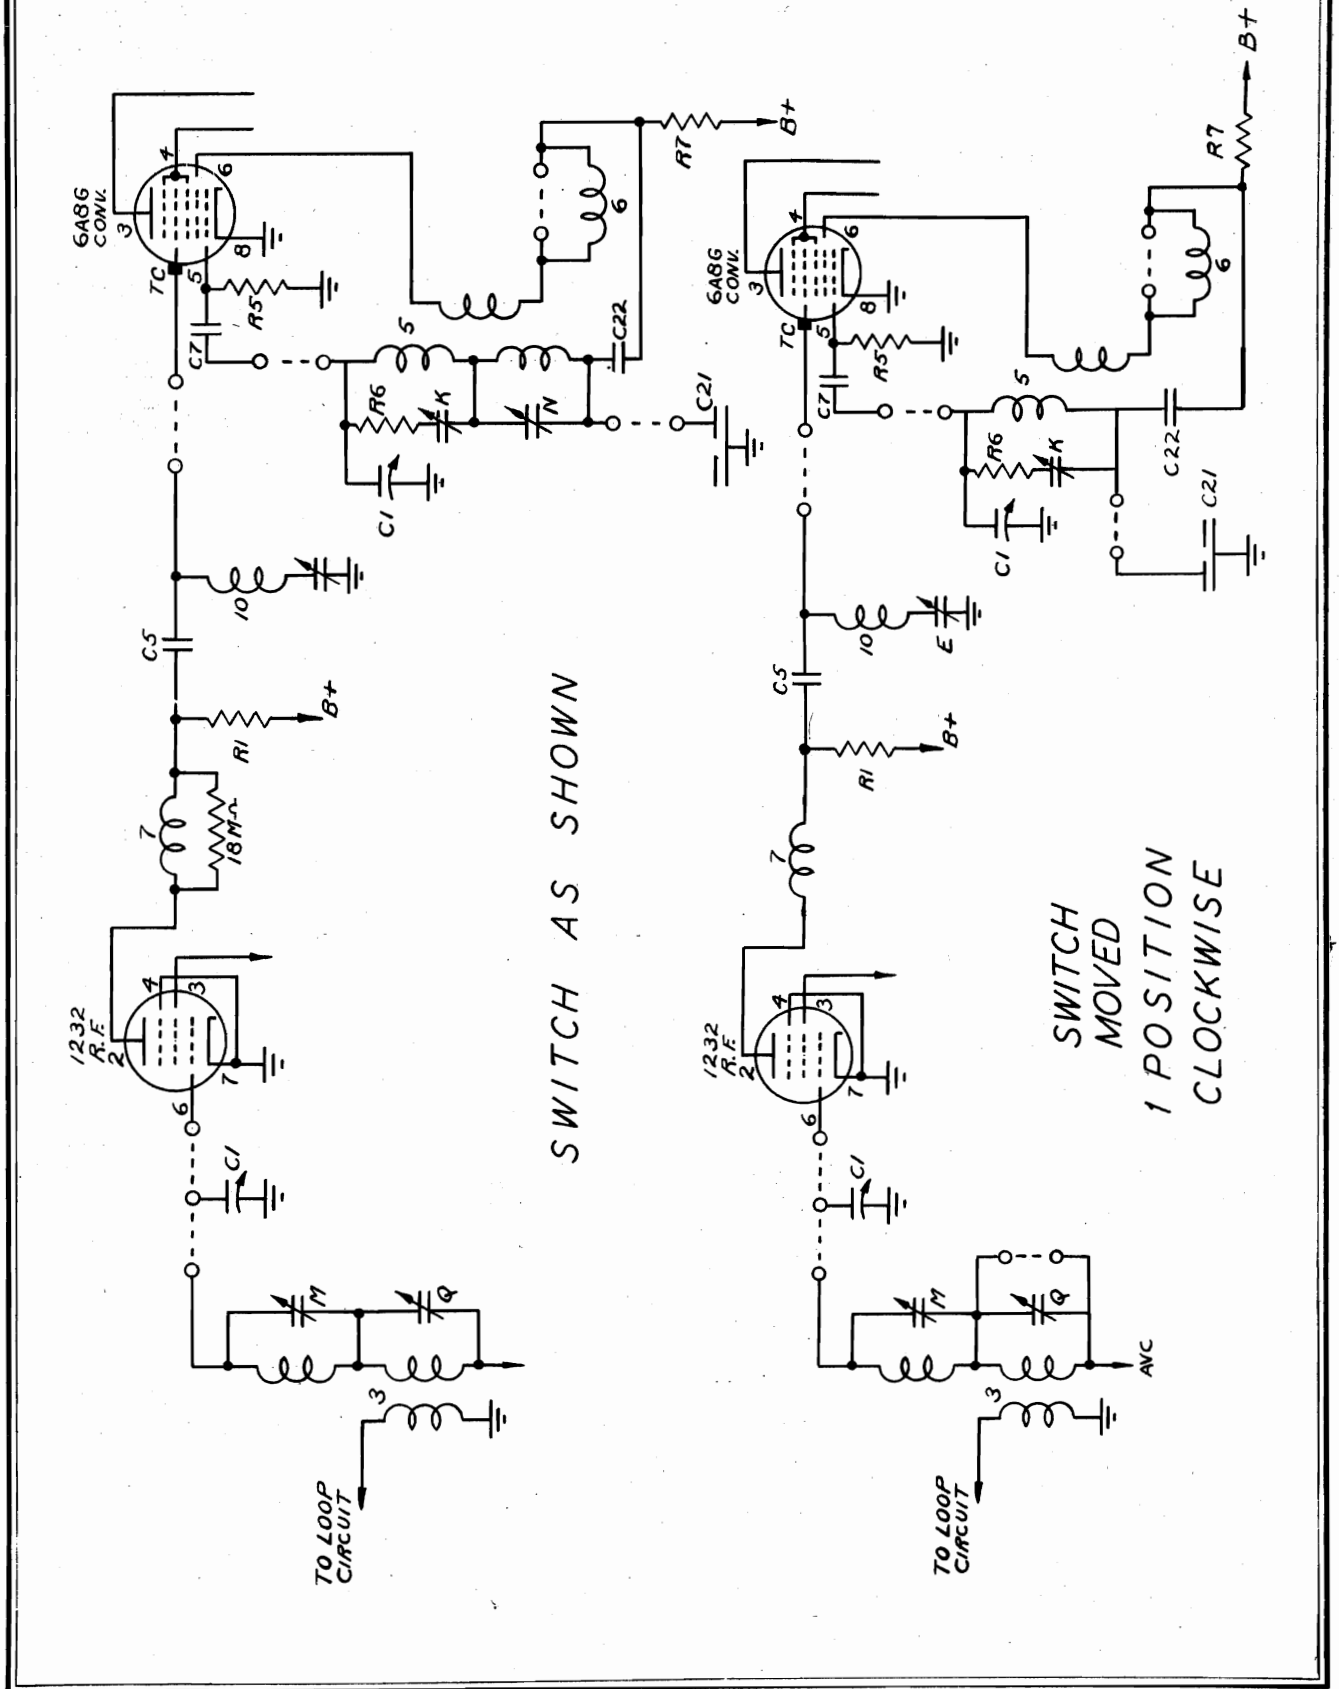 6A8G
CONV.
3
4
6
TC
5
8
C7
R5
5
6
R7
B+
R6
K
N
C22
C21
C1
10
C5
R1
B+
7
18MΩ
1232
R.F.
2
4
3
7
6
C1
M
Q
3
TO LOOP
CIRCUIT
SWITCH AS SHOWN
6A8G
CONV.
3
4
6
TC
5
8
C7
R5
5
6
R7
B+
R6
K
C22
C21
C1
10
E
C5
R1
B+
7
1232
R.F.
2
4
3
7
6
C1
M
Q
AVC
3
TO LOOP
CIRCUIT
SWITCH
MOVED
1 POSITION
CLOCKWISE